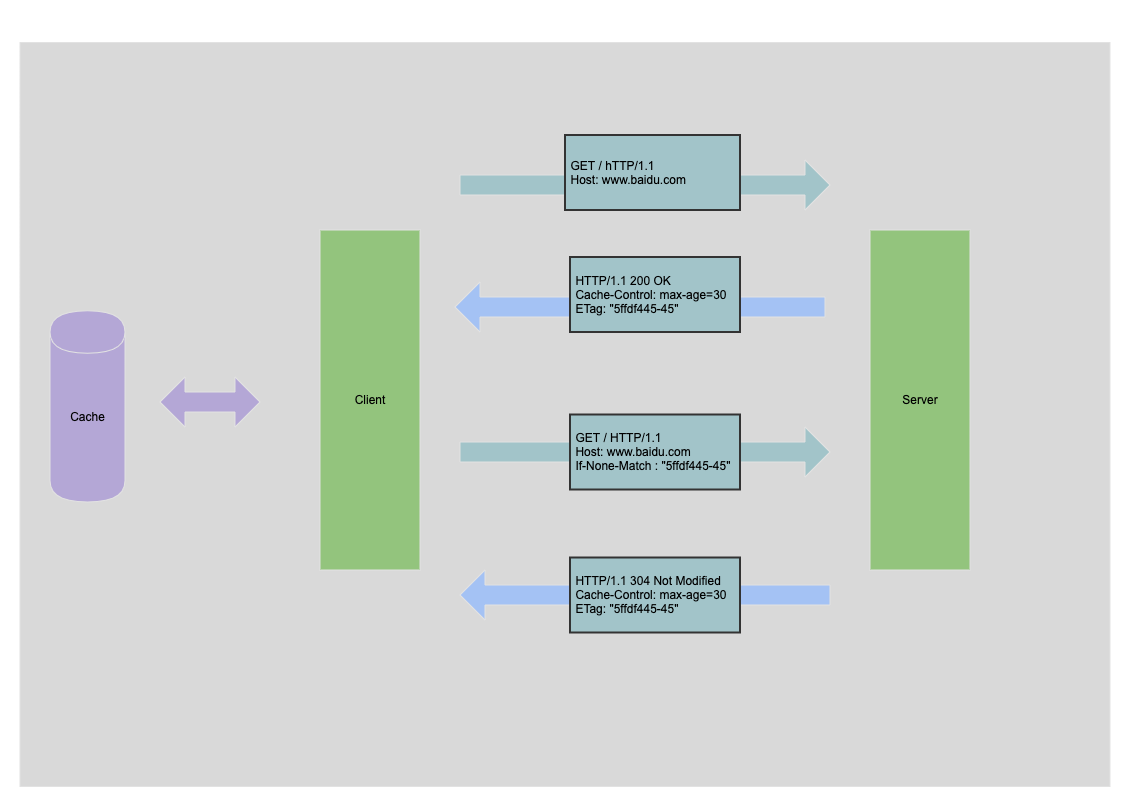 GET / hTTP/1.1
Host: www.baidu.com
HTTP/1.1 200 OK
Cache-Control: max-age=30
ETag: "5ffdf445-45"
Cache
Client
Server
GET / HTTP/1.1
Host: www.baidu.com
If-None-Match : "5ffdf445-45"
HTTP/1.1 304 Not Modified
Cache-Control: max-age=30
ETag: "5ffdf445-45"